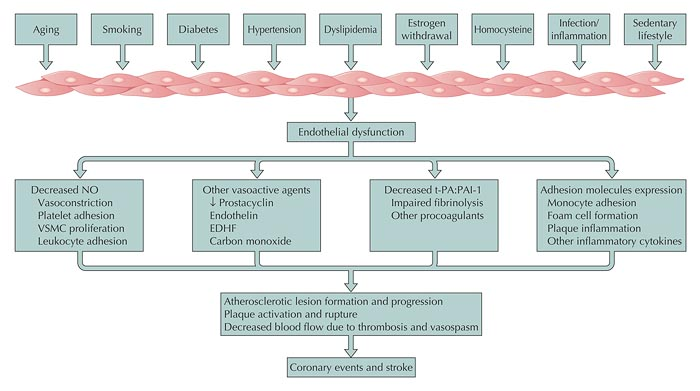 Aging
Smoking
Diabetes
Hypertension
Dyslipidemia
Estrogen
withdrawal
Homocysteine
Infection/
inflammation
Sedentary
lifestyle
Endothelial dysfunction
Decreased NO
Vasoconstriction
Platelet adhesion
VSMC proliferation
Leukocyte adhesion
Other vasoactive agents
↓ Prostacyclin
Endothelin
EDHF
Carbon monoxide
Decreased t-PA:PAI-1
Impaired fibrinolysis
Other procoagulants
Adhesion molecules expression
Monocyte adhesion
Foam cell formation
Plaque inflammation
Other inflammatory cytokines
Atherosclerotic lesion formation and progression
Plaque activation and rupture
Decreased blood flow due to thrombosis and vasospasm
Coronary events and stroke